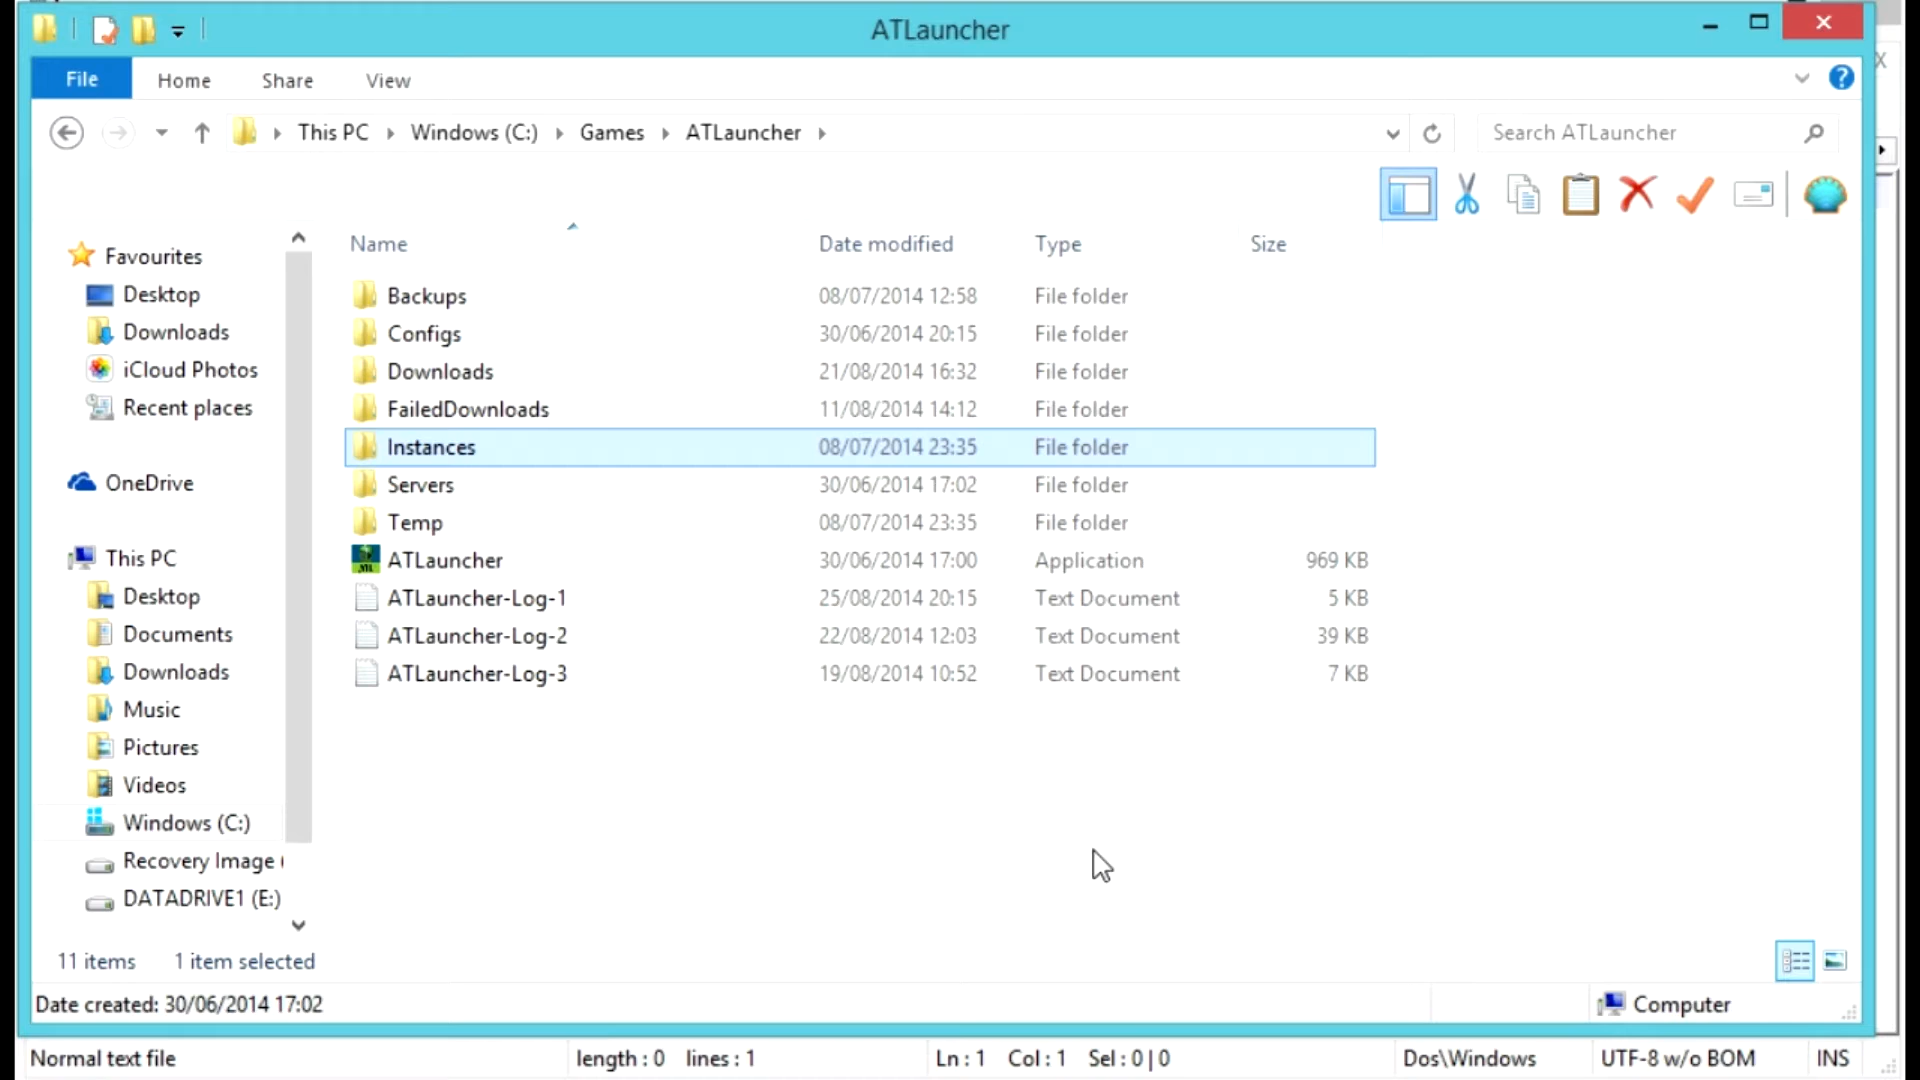 ATLauncher
File Home Share View
This PC Windows (C:) Games ATLauncher
Search ATLauncher
Name Date modified Type Size
Favourites
Desktop
Downloads
iCloud Photos
Recent places
OneDrive
This PC
Desktop
Documents
Downloads
Music
Pictures
Videos
Windows (C:)
Recovery Image (
DATADRIVE1 (E:)
Backups 08/07/2014 12:58 File folder
Configs 30/06/2014 20:15 File folder
Downloads 21/08/2014 16:32 File folder
FailedDownloads 11/08/2014 14:12 File folder
Instances 08/07/2014 23:35 File folder
Servers 30/06/2014 17:02 File folder
Temp 08/07/2014 23:35 File folder
ATLauncher 30/06/2014 17:00 Application 969 KB
ATLauncher-Log-1 25/08/2014 20:15 Text Document 5 KB
ATLauncher-Log-2 22/08/2014 12:03 Text Document 39 KB
ATLauncher-Log-3 19/08/2014 10:52 Text Document 7 KB
11 items 1 item selected
Date created: 30/06/2014 17:02
Computer
Normal text file length : 0 lines : 1 Ln : 1 Col : 1 Sel : 0 | 0 Dos\Windows UTF-8 w/o BOM INS